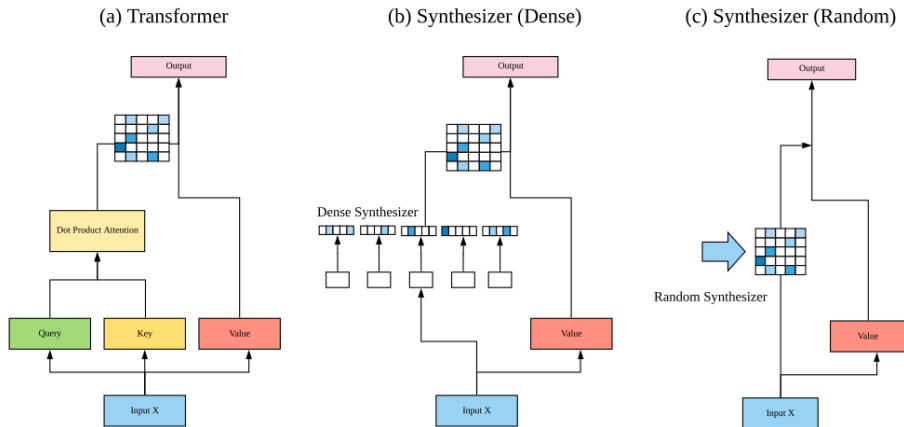 (a) Transformer
Output
Dot Product Attention
Query
Key
Value
Input X
(b) Synthesizer (Dense)
Output
Dense Synthesizer
Value
Input X
(c) Synthesizer (Random)
Output
Random Synthesizer
Value
Input X